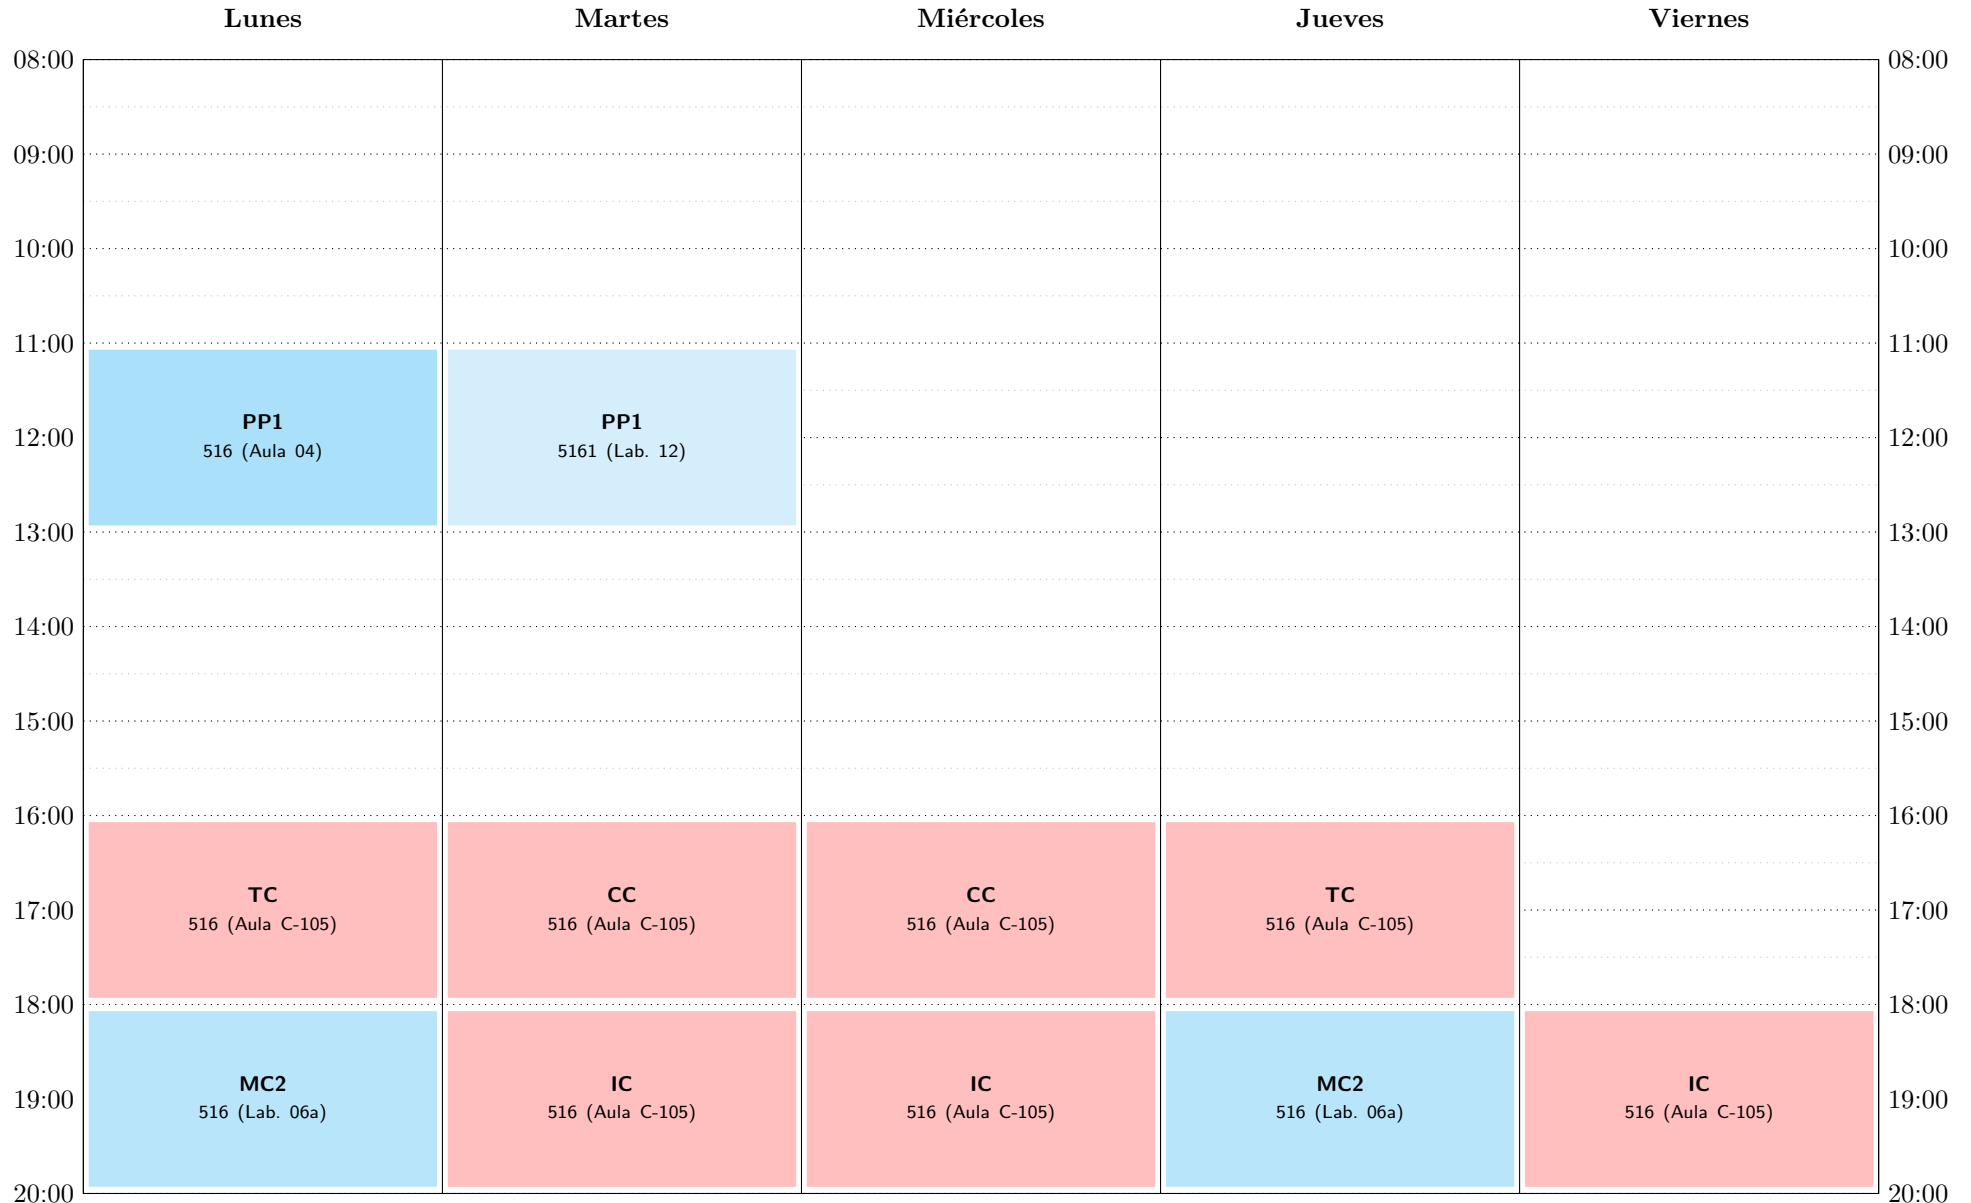 Lunes Martes Miércoles Jueves Viernes
08:00 08:00
09:00 09:00
10:00 10:00
11:00 11:00
PP1 PP1
12:00 12:00
516 (Aula 04) 5161 (Lab. 12)
13:00 13:00
14:00 14:00
15:00 15:00
16:00 16:00
TC CC CC TC
17:00 17:00
516 (Aula C-105) 516 (Aula C-105) 516 (Aula C-105) 516 (Aula C-105)
18:00 18:00
MC2 IC IC MC2 IC
19:00 19:00
516 (Lab. 06a) 516 (Aula C-105) 516 (Aula C-105) 516 (Lab. 06a) 516 (Aula C-105)
20:00 20:00